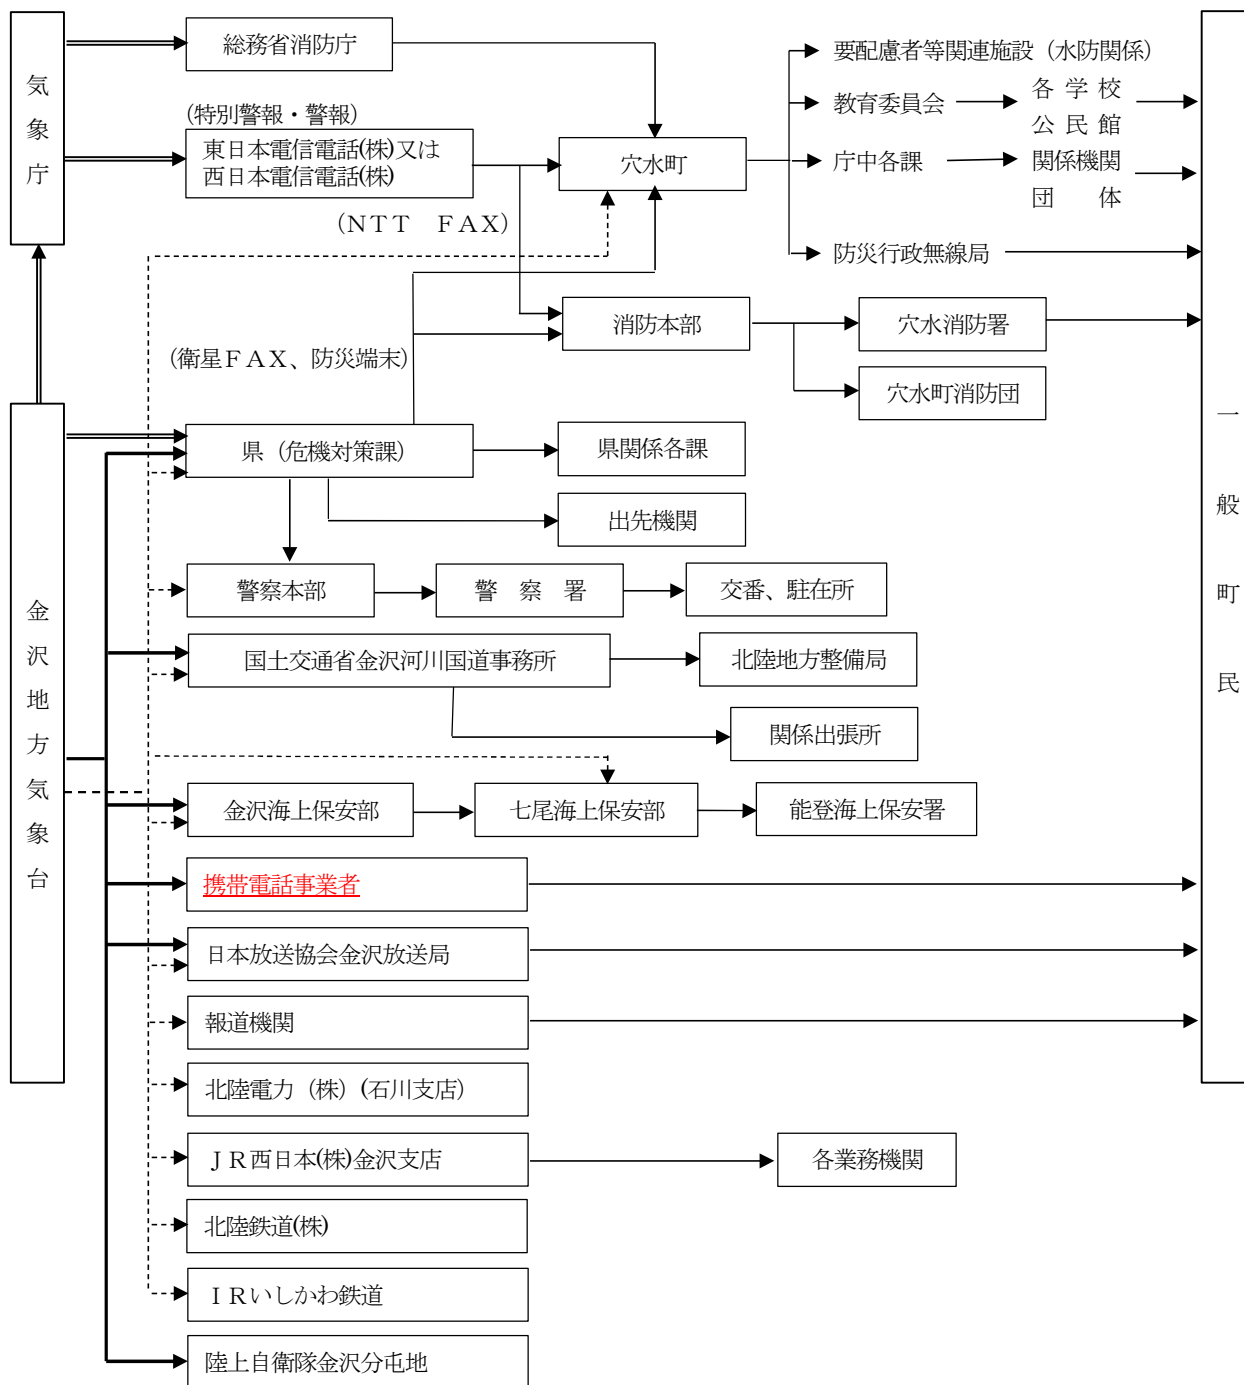 気象庁
総務省消防庁
(特別警報・警報)
東日本電信電話(株)又は
西日本電信電話(株)
(NTT　FAX)
穴水町
要配慮者等関連施設（水防関係）
教育委員会
各学校
公民館
庁中各課
関係機関
団　体
防災行政無線局
消防本部
穴水消防署
穴水町消防団
(衛星FAX、防災端末)
一般町民
金沢地方気象台
県（危機対策課）
県関係各課
出先機関
警察本部
警　察　署
交番、駐在所
国土交通省金沢河川国道事務所
北陸地方整備局
関係出張所
金沢海上保安部
七尾海上保安部
能登海上保安署
携帯電話事業者
日本放送協会金沢放送局
報道機関
北陸電力（株）(石川支店）
ＪＲ西日本(株)金沢支店
各業務機関
北陸鉄道(株)
ＩＲいしかわ鉄道
陸上自衛隊金沢分屯地